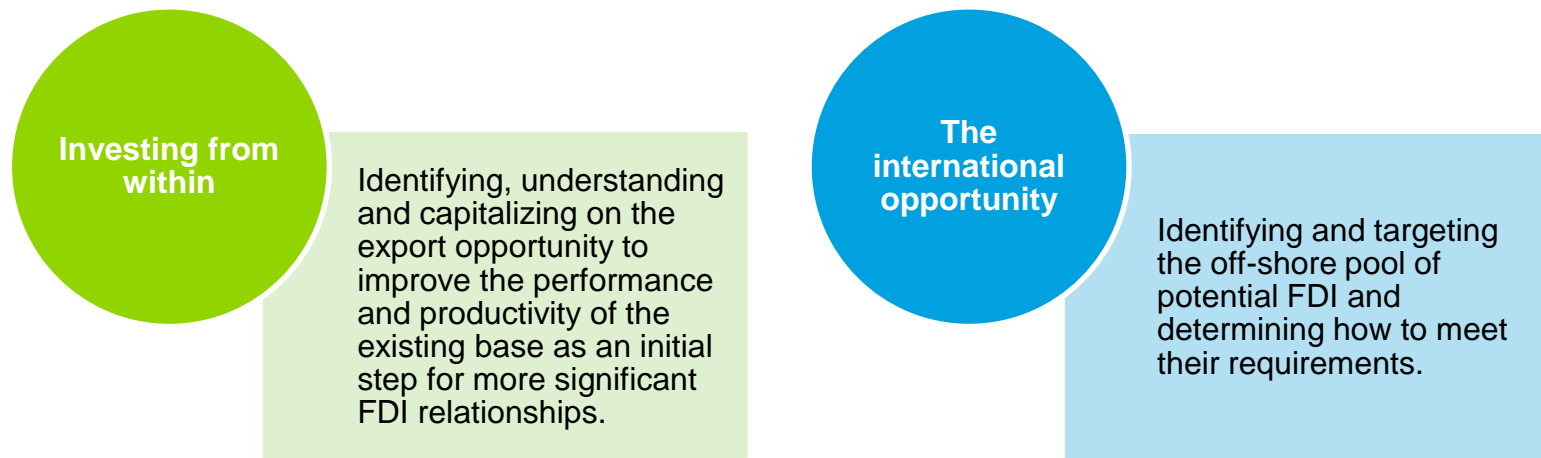 Investing from
within
Identifying, understanding
and capitalizing on the
export opportunity to
improve the performance
and productivity of the
existing base as an initial
step for more significant
FDI relationships.
The
international
opportunity
Identifying and targeting
the off-shore pool of
potential FDI and
determining how to meet
their requirements.